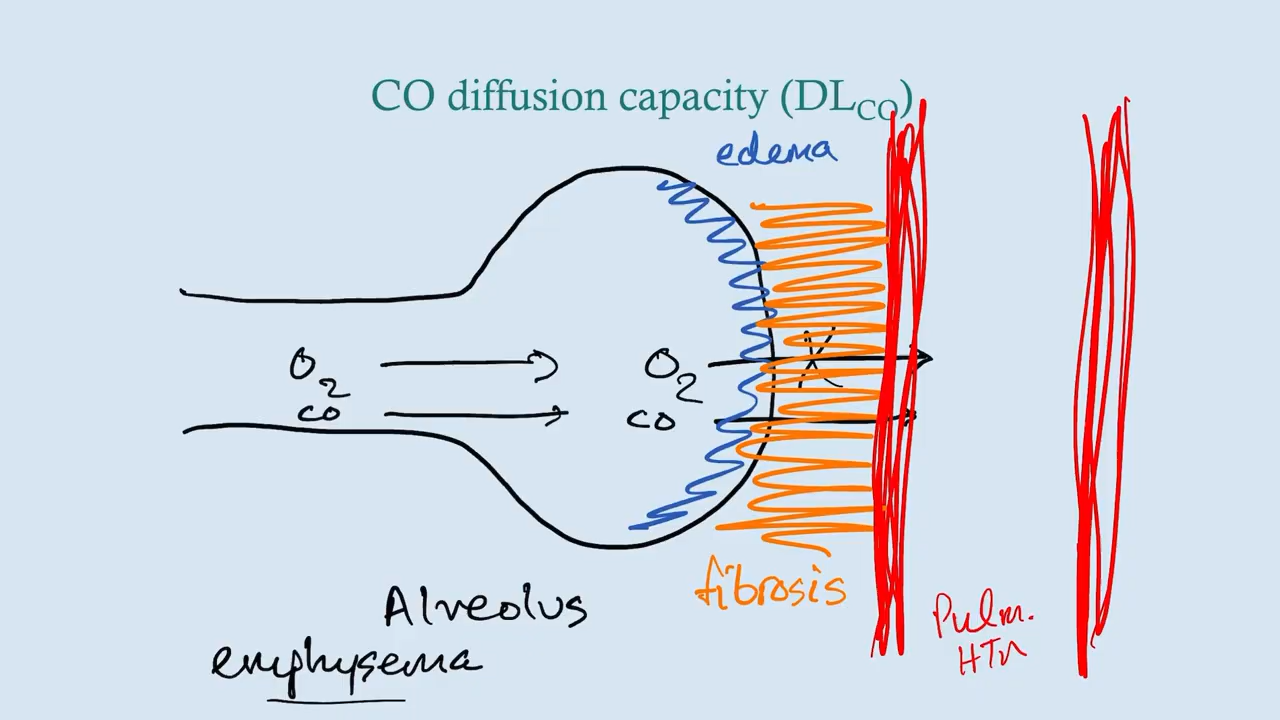 CO diffusion capacity (DLCO)
edema
O2 O2
CO CO
fibrosis
Alveolus
Pulm.
HTn
emphysema